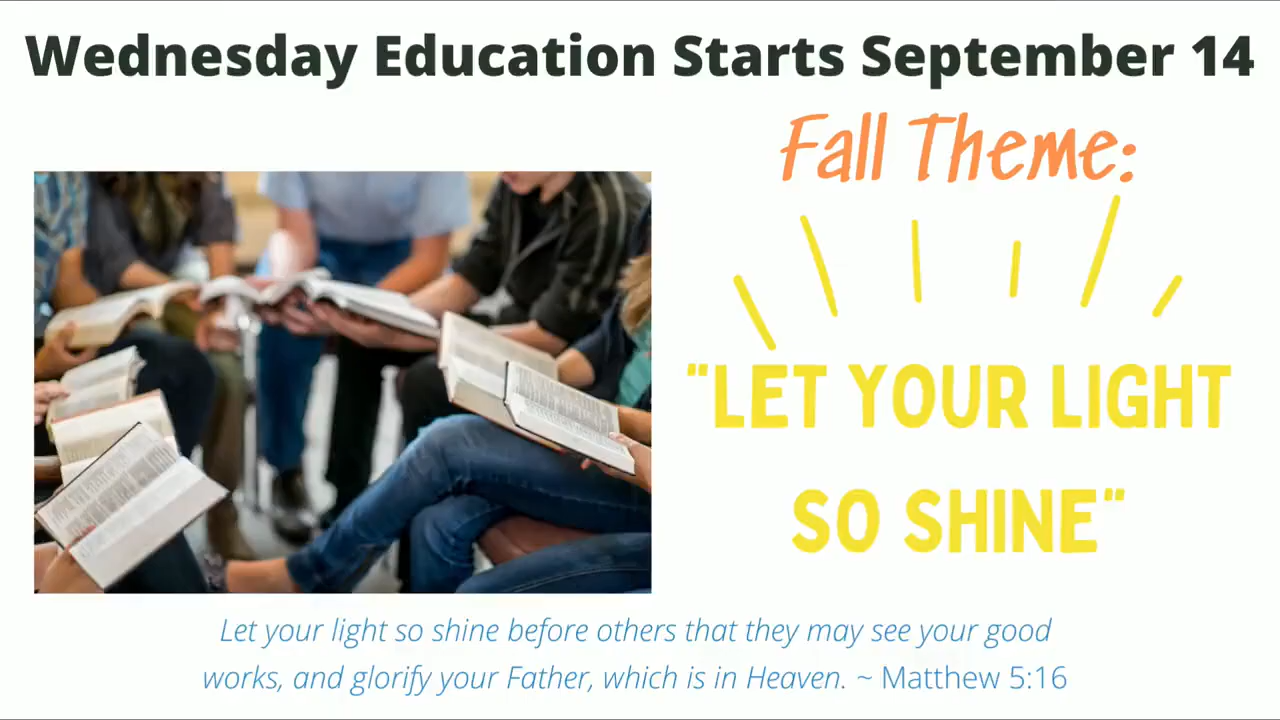 Wednesday Education Starts September 14
Fall Theme:
"LET YOUR LIGHT
SO SHINE"
Let your light so shine before others that they may see your good
works, and glorify your Father, which is in Heaven. ~ Matthew 5:16